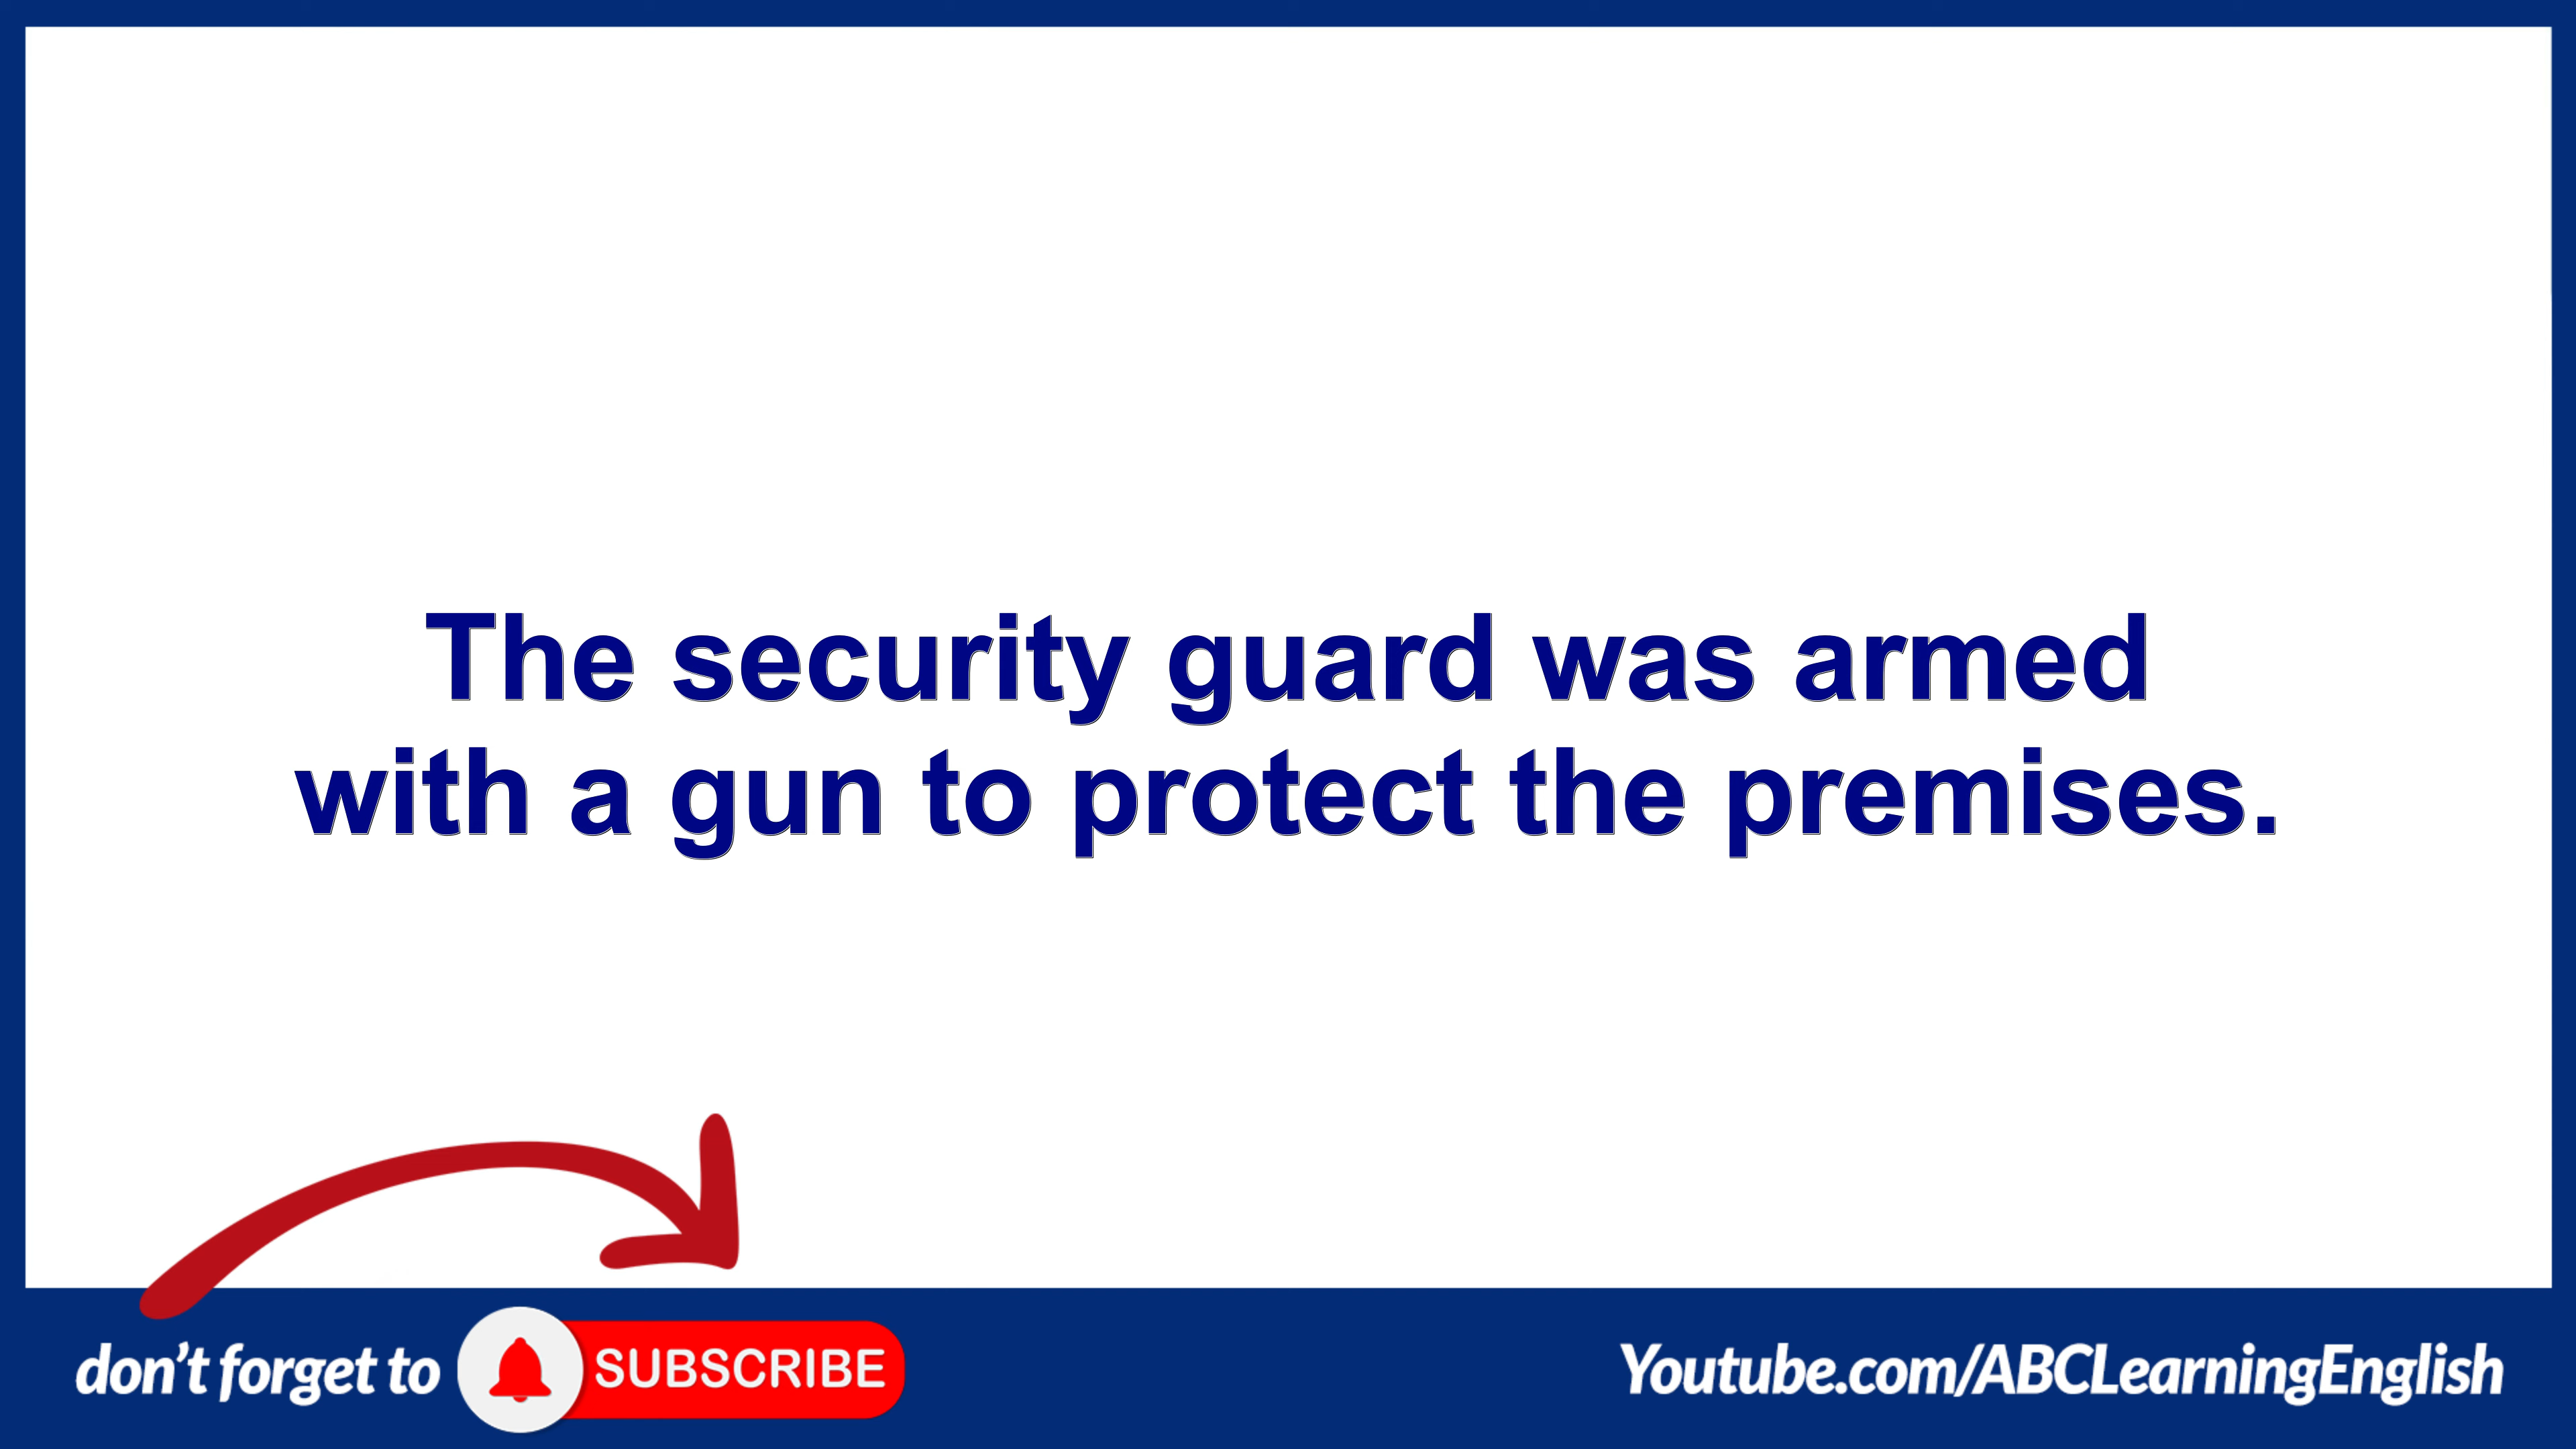 The security guard was armed
with a gun to protect the premises.
don't forget to SUBSCRIBE
Youtube.com/ABCLearningEnglish